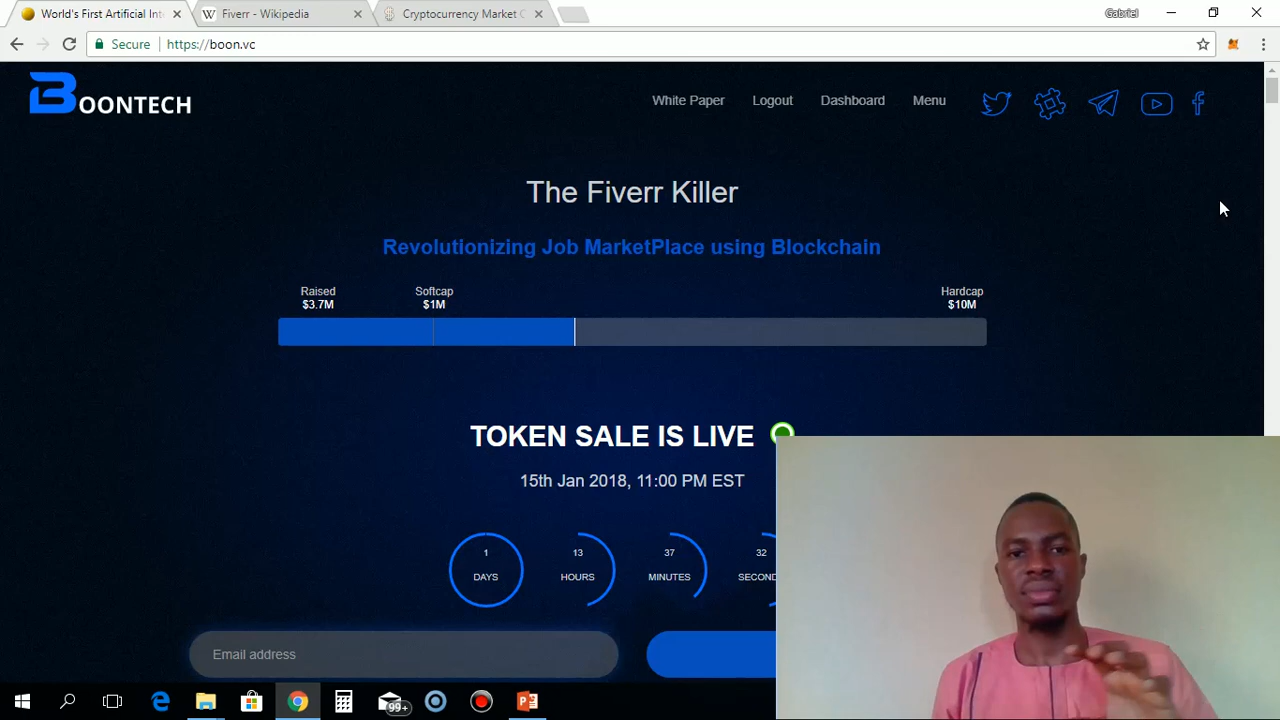 World's First Artificial Inte
Fiverr - Wikipedia
Cryptocurrency Market C
Gabriel
Secure
https://boon.vc
BOONTECH
White Paper
Logout
Dashboard
Menu
The Fiverr Killer
Revolutionizing Job MarketPlace using Blockchain
Raised
$3.7M
Softcap
$1M
Hardcap
$10M
TOKEN SALE IS LIVE
15th Jan 2018, 11:00 PM EST
1
DAYS
13
HOURS
37
MINUTES
32
SECOND
Email address
99+